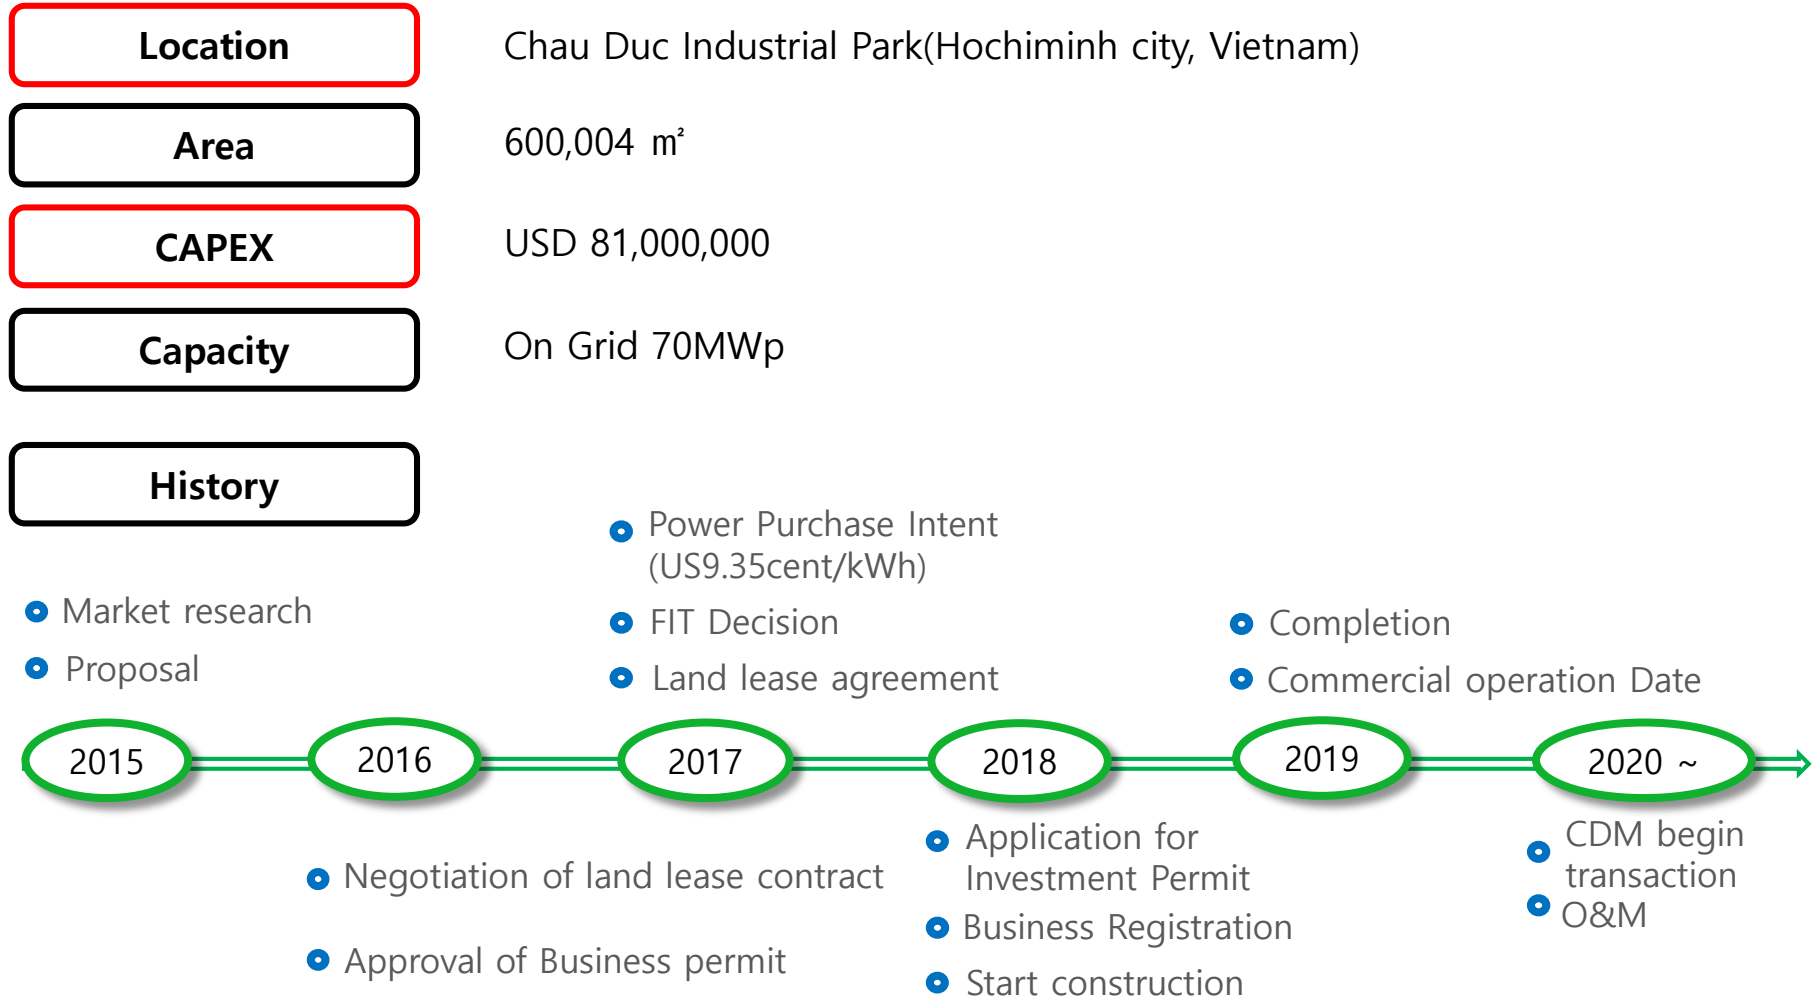 Location
Chau Duc Industrial Park(Hochiminh city, Vietnam)
Area
600,004 ㎡
CAPEX
USD 81,000,000
Capacity
On Grid 70MWp
History
Market research
Proposal
Power Purchase Intent
(US9.35cent/kWh)
FIT Decision
Land lease agreement
Completion
Commercial operation Date
2015
2016
2017
2018
2019
2020 ~
Negotiation of land lease contract
Approval of Business permit
Application for
Investment Permit
Business Registration
Start construction
CDM begin
transaction
O&M